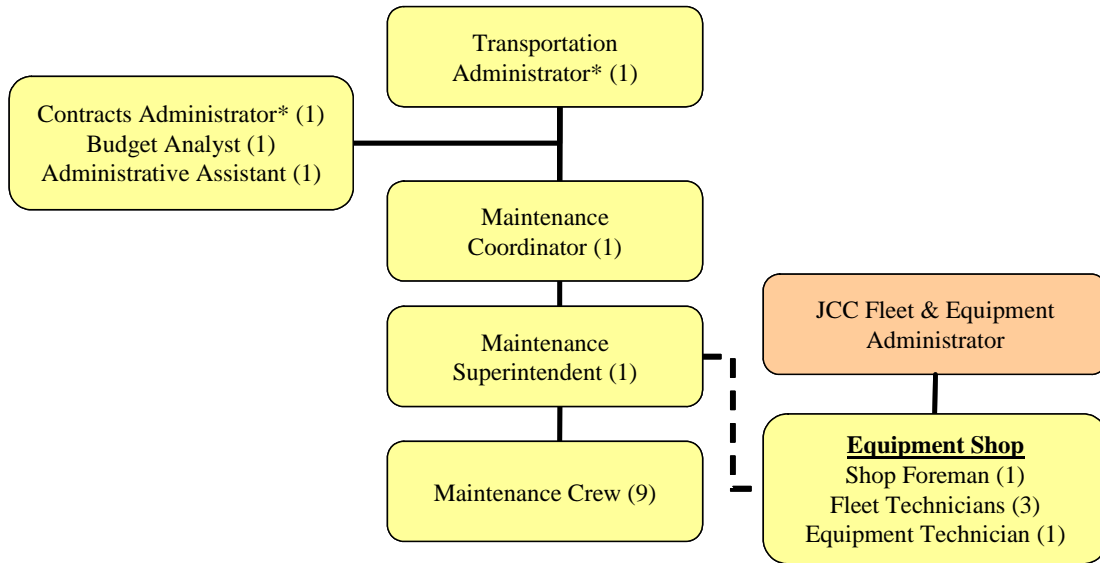 Transportation
Administrator* (1)
Contracts Administrator* (1)
Budget Analyst (1)
Administrative Assistant (1)
Maintenance
Coordinator (1)
Maintenance
Superintendent (1)
JCC Fleet & Equipment
Administrator
Maintenance Crew (9)
Equipment Shop
Shop Foreman (1)
Fleet Technicians (3)
Equipment Technician (1)